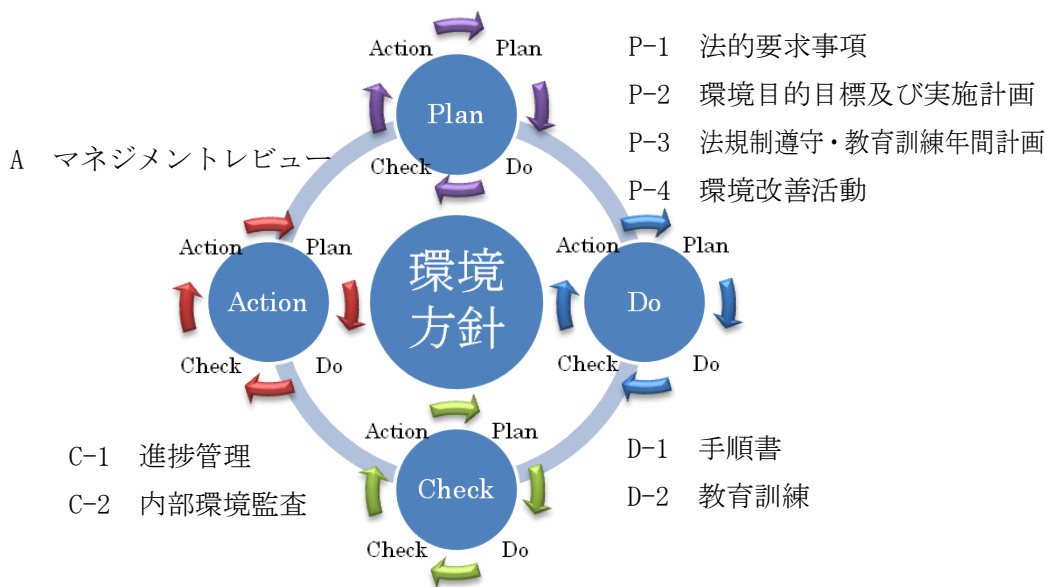 Action Plan
Plan
Check Do
P-1 法的要求事項
P-2 環境目的目標及び実施計画
P-3 法規制遵守・教育訓練年間計画
P-4 環境改善活動
A マネジメントレビュー
Action Plan
Action
Check Do
環境
方針
Action Plan
Do
Check Do
Action Plan
Check
Check Do
C-1 進捗管理
C-2 内部環境監査
D-1 手順書
D-2 教育訓練